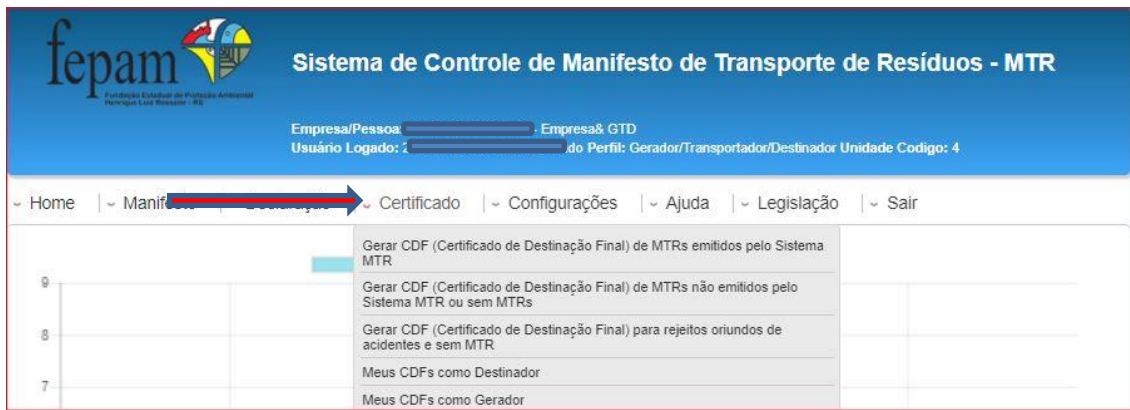 fepam
Fundação Estadual de Proteção Ambiental
Henrique Luiz Roessler - RS
Sistema de Controle de Manifesto de Transporte de Resíduos - MTR
Empresa/Pessoa: - Empresa& GTD
Usuário Logado: 2 do Perfil: Gerador/Transportador/Destinador Unidade Codigo: 4
Home Manifesto Certificado Configurações Ajuda Legislação Sair
Gerar CDF (Certificado de Destinação Final) de MTRs emitidos pelo Sistema
MTR
Gerar CDF (Certificado de Destinação Final) de MTRs não emitidos pelo
Sistema MTR ou sem MTRs
Gerar CDF (Certificado de Destinação Final) para rejeitos oriundos de
acidentes e sem MTR
Meus CDFs como Destinador
Meus CDFs como Gerador
9
8
7